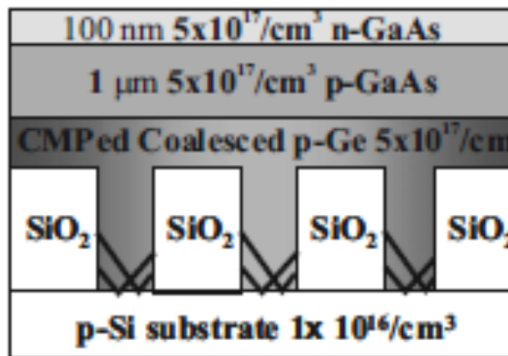 100 nm 5x10¹⁷/cm³ n-GaAs
1 µm 5x10¹⁷/cm³ p-GaAs
CMPed Coalesced p-Ge 5x10¹⁷/cm
SiO₂ SiO₂ SiO₂ SiO₂
p-Si substrate 1x 10¹⁶/cm³